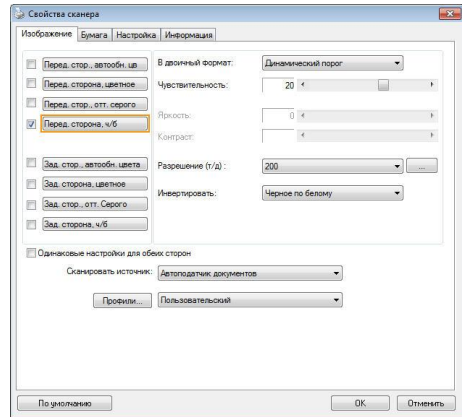 Свойства сканера
Изображение Бумага Настройка Информация
Перед. стор., автообн. цв
Перед. сторона, цветное
Перед. стор., отт. серого
Перед. сторона, ч/б
Зад. стор., автообн. цвета
Зад. сторона, цветное
Зад. стор., отт. Серого
Зад. сторона, ч/б
В двоичный формат: Динамический порог
Чувствительность: 20
Яркость: 0
Контраст:
Разрешение (т/д) : 200 ...
Инвертировать: Черное по белому
Одинаковые настройки для обеих сторон
Сканировать источник: Автоподатчик документов
Профили... Пользовательский
По умолчанию OK Отменить